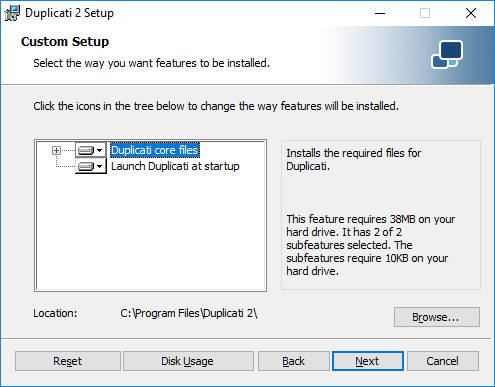 Duplicati 2 Setup
Custom Setup
Select the way you want features to be installed.
Click the icons in the tree below to change the way features will be installed.
Duplicati core files
Launch Duplicati at startup
Installs the required files for
Duplicati.
This feature requires 38MB on your
hard drive. It has 2 of 2
subfeatures selected. The
subfeatures require 10KB on your
hard drive.
Location: C:\Program Files\Duplicati 2\
Browse...
Reset Disk Usage Back Next Cancel